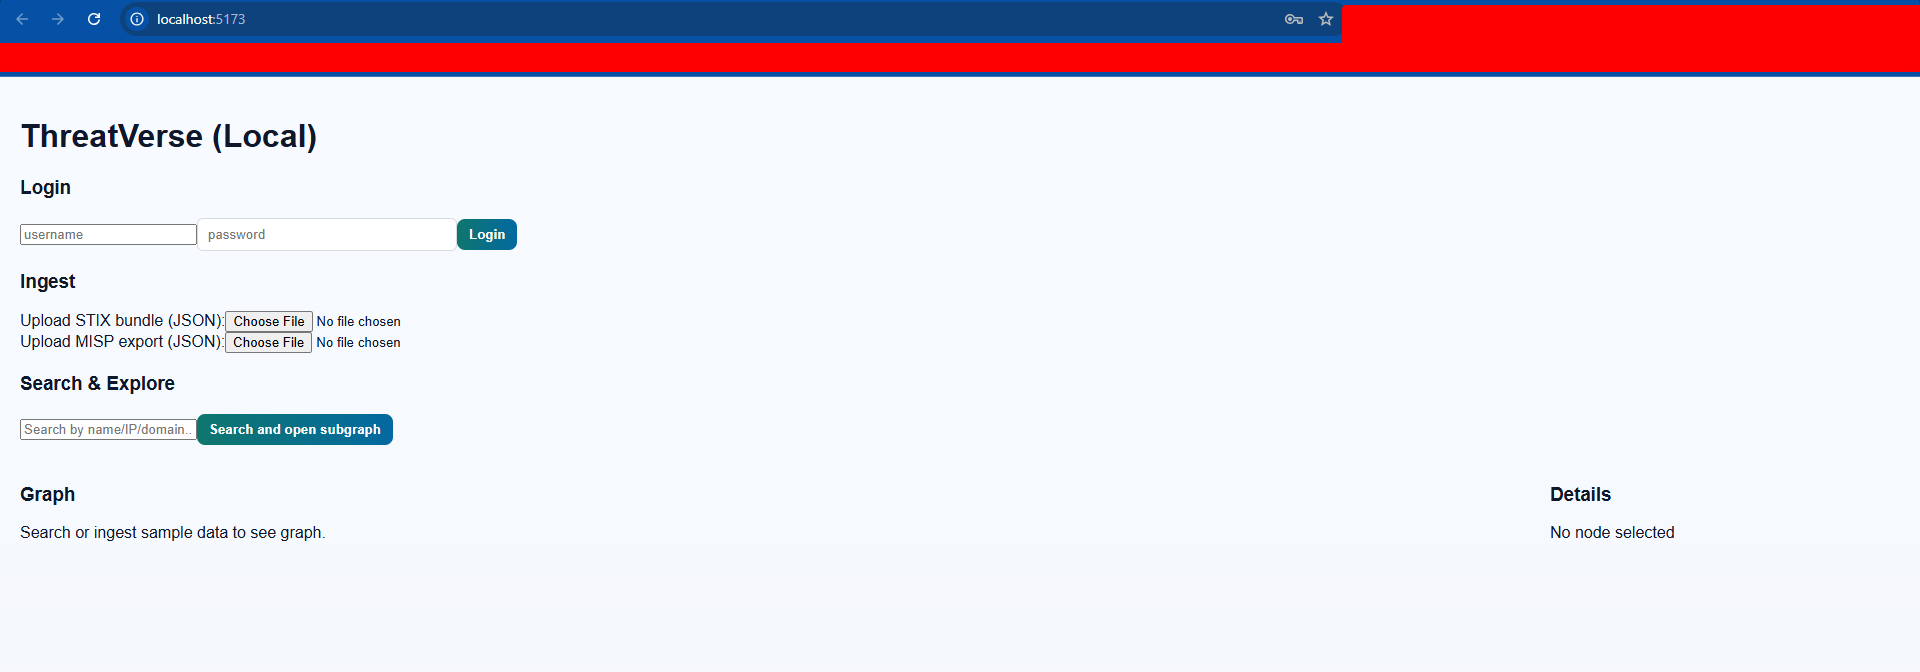 localhost:5173
ThreatVerse (Local)
Login
username password Login
Ingest
Upload STIX bundle (JSON): Choose File No file chosen
Upload MISP export (JSON): Choose File No file chosen
Search & Explore
Search by name/IP/domain.. Search and open subgraph
Graph
Search or ingest sample data to see graph.
Details
No node selected